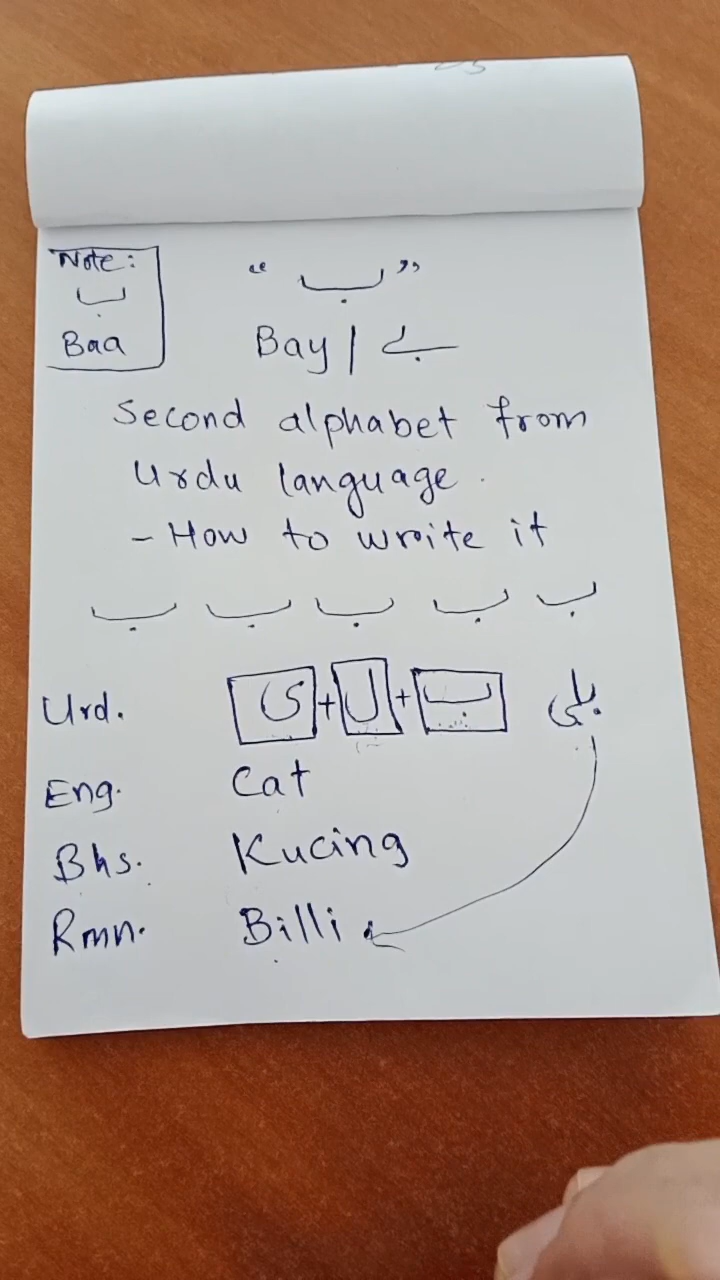 Note:
ب
Baa
“ ب ”
Bay | بے
Second alphabet from
Urdu language.
- How to write it
ب ب ب ب ب
Urd. ی + ل + ب بلی
Eng. Cat
Bhs. Kucing
Rmn. Billi